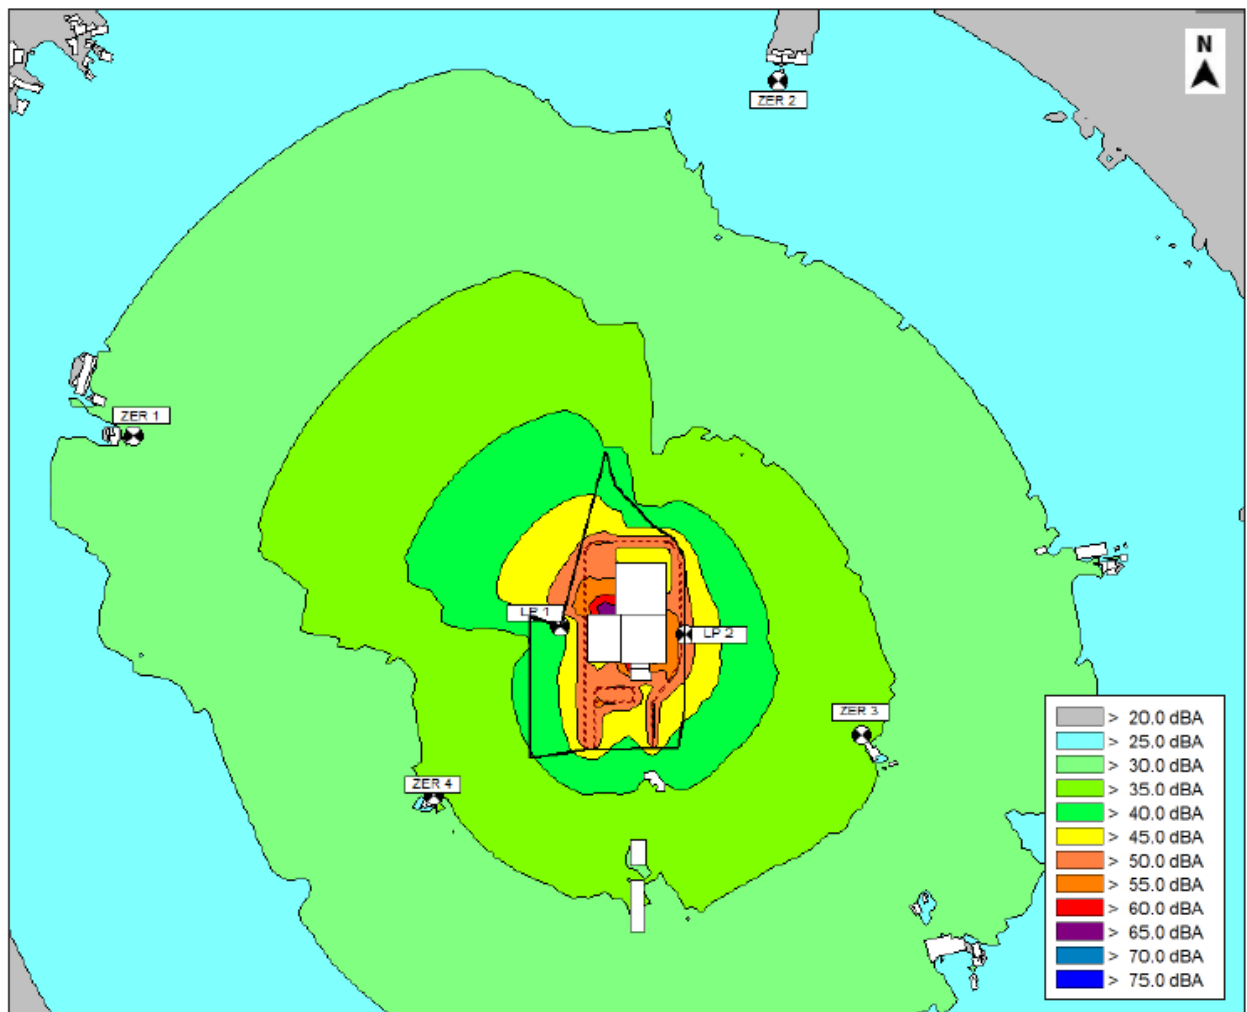 N
ZER 2
ZER 1
LP 1
LP 2
ZER 3
ZER 4
> 20.0 dBA
> 25.0 dBA
> 30.0 dBA
> 35.0 dBA
> 40.0 dBA
> 45.0 dBA
> 50.0 dBA
> 55.0 dBA
> 60.0 dBA
> 65.0 dBA
> 70.0 dBA
> 75.0 dBA